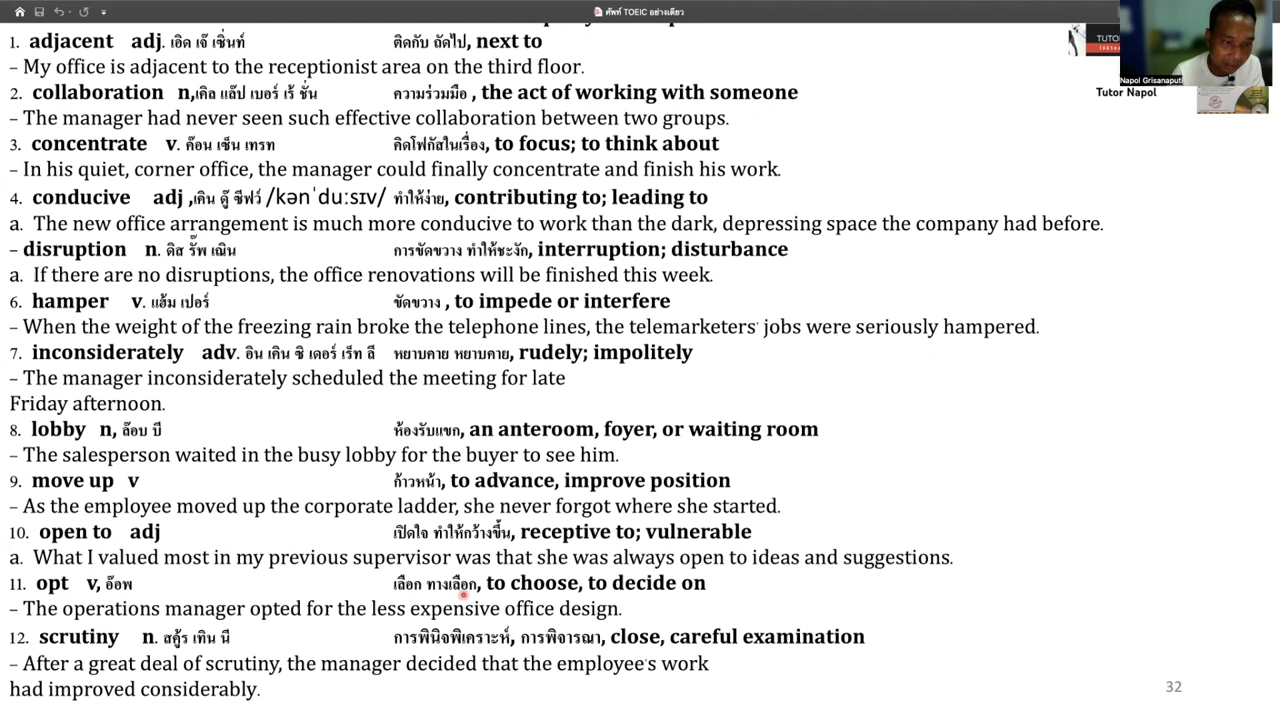 ศัพท์ TOEIC อย่างเดียว
1. adjacent adj. เอิด เจ๊ เซิ่นท์ ติดกับ ถัดไป, next to
– My office is adjacent to the receptionist area on the third floor.
2. collaboration n,เคิล แล๊ป เบอร์ เร้ ชั่น ความร่วมมือ , the act of working with someone
– The manager had never seen such effective collaboration between two groups.
3. concentrate v. ค๊อน เซ็น เทรท คิดโฟกัสในเรื่อง, to focus; to think about
– In his quiet, corner office, the manager could finally concentrate and finish his work.
4. conducive adj ,เคิน ดู๊ ซีฟว์ /kənˈduːsɪv/ ทำให้ง่าย, contributing to; leading to
a. The new office arrangement is much more conducive to work than the dark, depressing space the company had before.
– disruption n. ดิส รั๊พ เฌิน การขัดขวาง ทำให้ชะงัก, interruption; disturbance
a. If there are no disruptions, the office renovations will be finished this week.
6. hamper v. แฮ้ม เปอร์ ขัดขวาง , to impede or interfere
– When the weight of the freezing rain broke the telephone lines, the telemarketers' jobs were seriously hampered.
7. inconsiderately adv. อิน เคิน ซิ เดอร์ เร็ท ลี หยาบคาย หยาบคาย, rudely; impolitely
– The manager inconsiderately scheduled the meeting for late
Friday afternoon.
8. lobby n, ล๊อบ บี ห้องรับแขก, an anteroom, foyer, or waiting room
– The salesperson waited in the busy lobby for the buyer to see him.
9. move up v ก้าวหน้า, to advance, improve position
– As the employee moved up the corporate ladder, she never forgot where she started.
10. open to adj เปิดใจ ทำให้กว้างขึ้น, receptive to; vulnerable
a. What I valued most in my previous supervisor was that she was always open to ideas and suggestions.
11. opt v, อ๊อพ เลือก ทางเลือก, to choose, to decide on
– The operations manager opted for the less expensive office design.
12. scrutiny n. สคู้ร เทิน นี การพินิจพิเคราะห์, การพิจารณา, close, careful examination
– After a great deal of scrutiny, the manager decided that the employee's work
had improved considerably.
32
Napol Grisanaputi
Tutor Napol